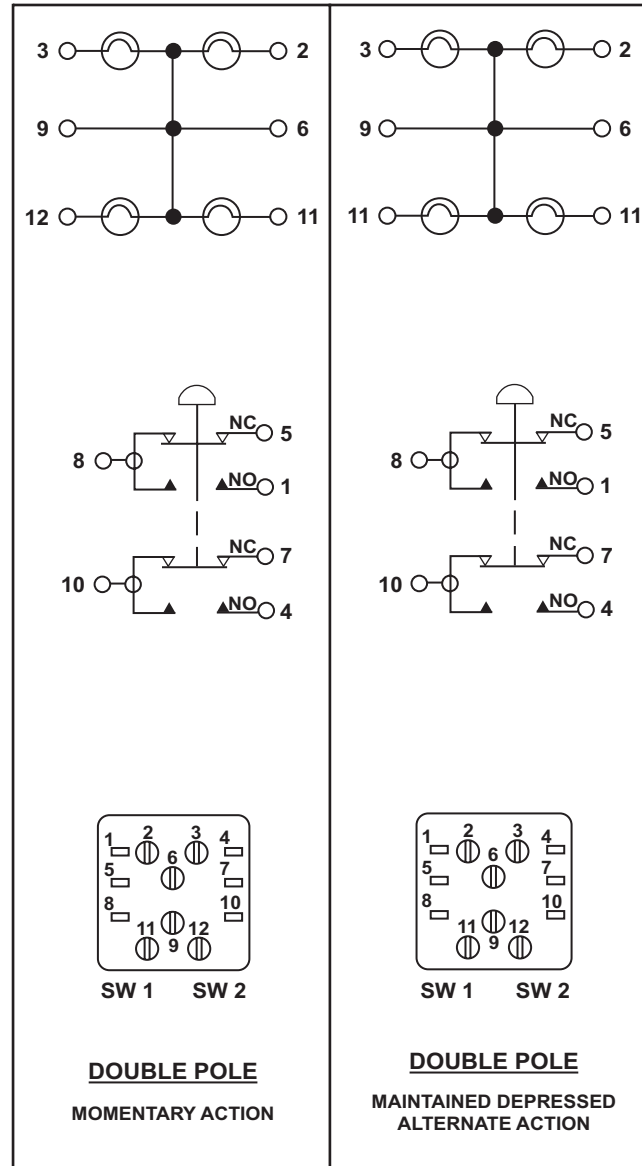 3 2
9 6
12 11
NC 5
8
NO 1
NC 7
10
NO 4
1 2 3 4
6
5 7
8 10
11 12
9
SW 1 SW 2
DOUBLE POLE
MOMENTARY ACTION
3 2
9 6
11 11
NC 5
8
NO 1
NC 7
10
NO 4
1 2 3 4
6
5 7
8 10
11 12
9
SW 1 SW 2
DOUBLE POLE
MAINTAINED DEPRESSED
ALTERNATE ACTION